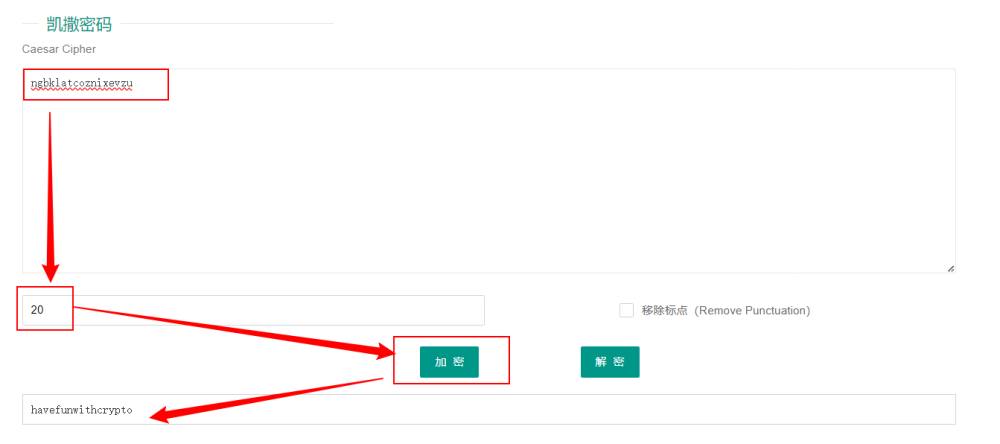 凯撒密码
Caesar Cipher
ngbklatcoznixevzu
20
移除标点（Remove Punctuation）
加 密
解 密
havefunwithcrypto